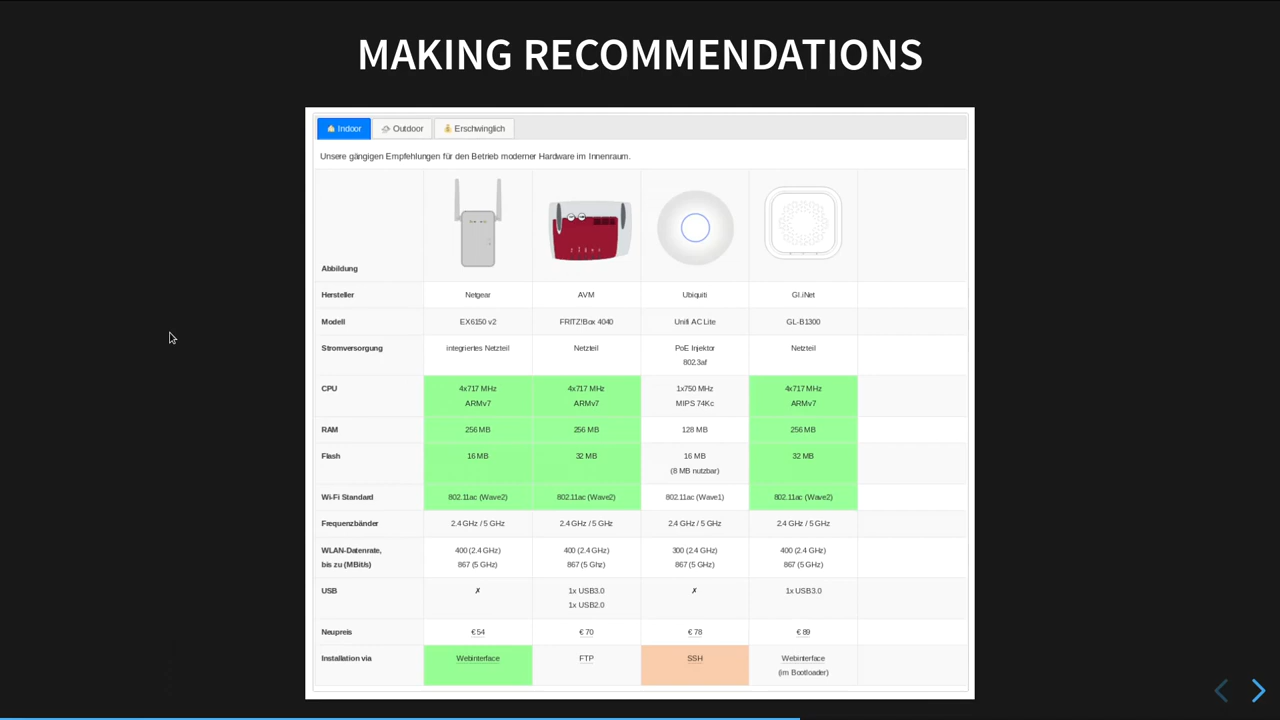 MAKING RECOMMENDATIONS
Indoor Outdoor Erschwinglich
Unsere gängigen Empfehlungen für den Betrieb moderner Hardware im Innenraum.
Abbildung
Hersteller Netgear AVM Ubiquiti Gl.iNet
Modell EX6150 v2 FRITZ!Box 4040 Unifi AC Lite GL-B1300
Stromversorgung integriertes Netzteil Netzteil PoE Injektor Netzteil
802.3af
CPU 4x717 MHz 4x717 MHz 1x750 MHz 4x717 MHz
ARMv7 ARMv7 MIPS 74Kc ARMv7
RAM 256 MB 256 MB 128 MB 256 MB
Flash 16 MB 32 MB 16 MB 32 MB
(8 MB nutzbar)
Wi-Fi Standard 802.11ac (Wave2) 802.11ac (Wave2) 802.11ac (Wave1) 802.11ac (Wave2)
Frequenzbänder 2.4 GHz / 5 GHz 2.4 GHz / 5 GHz 2.4 GHz / 5 GHz 2.4 GHz / 5 GHz
WLAN-Datenrate, 400 (2.4 GHz) 400 (2.4 GHz) 300 (2.4 GHz) 400 (2.4 GHz)
bis zu (MBit/s) 867 (5 GHz) 867 (5 Ghz) 867 (5 GHz) 867 (5 GHz)
USB ✗ 1x USB3.0 ✗ 1x USB3.0
1x USB2.0
Neupreis € 54 € 70 € 78 € 89
Installation via Webinterface FTP SSH Webinterface
(im Bootloader)